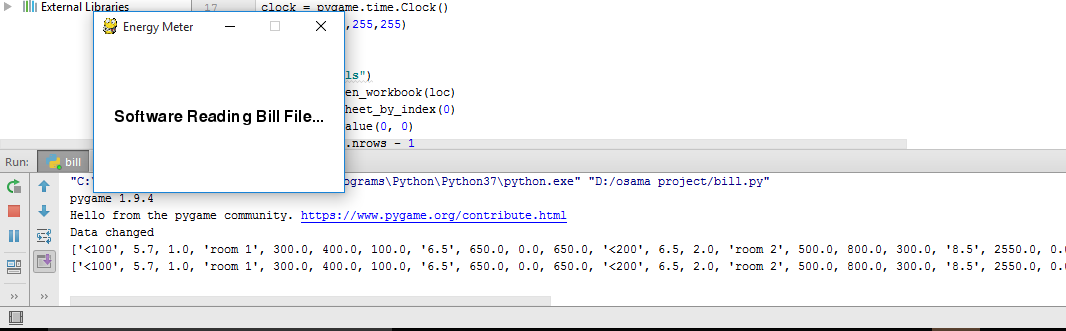 External Libraries
17 clock = pygame.time.Clock()
Energy Meter
,255,255)
ls")
en_workbook(loc)
heet_by_index(0)
alue(0, 0)
.nrows - 1
Software Reading Bill File...
Run: bill
"C:\ograms\Python\Python37\python.exe" "D:/osama project/bill.py"
pygame 1.9.4
Hello from the pygame community. https://www.pygame.org/contribute.html
Data changed
['<100', 5.7, 1.0, 'room 1', 300.0, 400.0, 100.0, '6.5', 650.0, 0.0, 650.0, '<200', 6.5, 2.0, 'room 2', 500.0, 800.0, 300.0, '8.5', 2550.0, 0.0
['<100', 5.7, 1.0, 'room 1', 300.0, 400.0, 100.0, '6.5', 650.0, 0.0, 650.0, '<200', 6.5, 2.0, 'room 2', 500.0, 800.0, 300.0, '8.5', 2550.0, 0.0